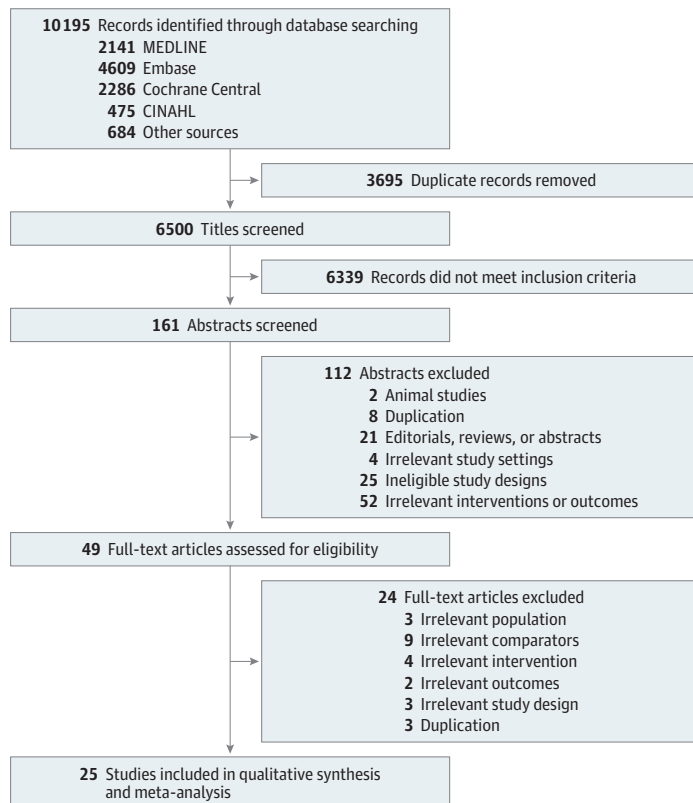 10195 Records identified through database searching
2141 MEDLINE
4609 Embase
2286 Cochrane Central
475 CINAHL
684 Other sources
3695 Duplicate records removed
6500 Titles screened
6339 Records did not meet inclusion criteria
161 Abstracts screened
112 Abstracts excluded
2 Animal studies
8 Duplication
21 Editorials, reviews, or abstracts
4 Irrelevant study settings
25 Ineligible study designs
52 Irrelevant interventions or outcomes
49 Full-text articles assessed for eligibility
24 Full-text articles excluded
3 Irrelevant population
9 Irrelevant comparators
4 Irrelevant intervention
2 Irrelevant outcomes
3 Irrelevant study design
3 Duplication
25 Studies included in qualitative synthesis
and meta-analysis